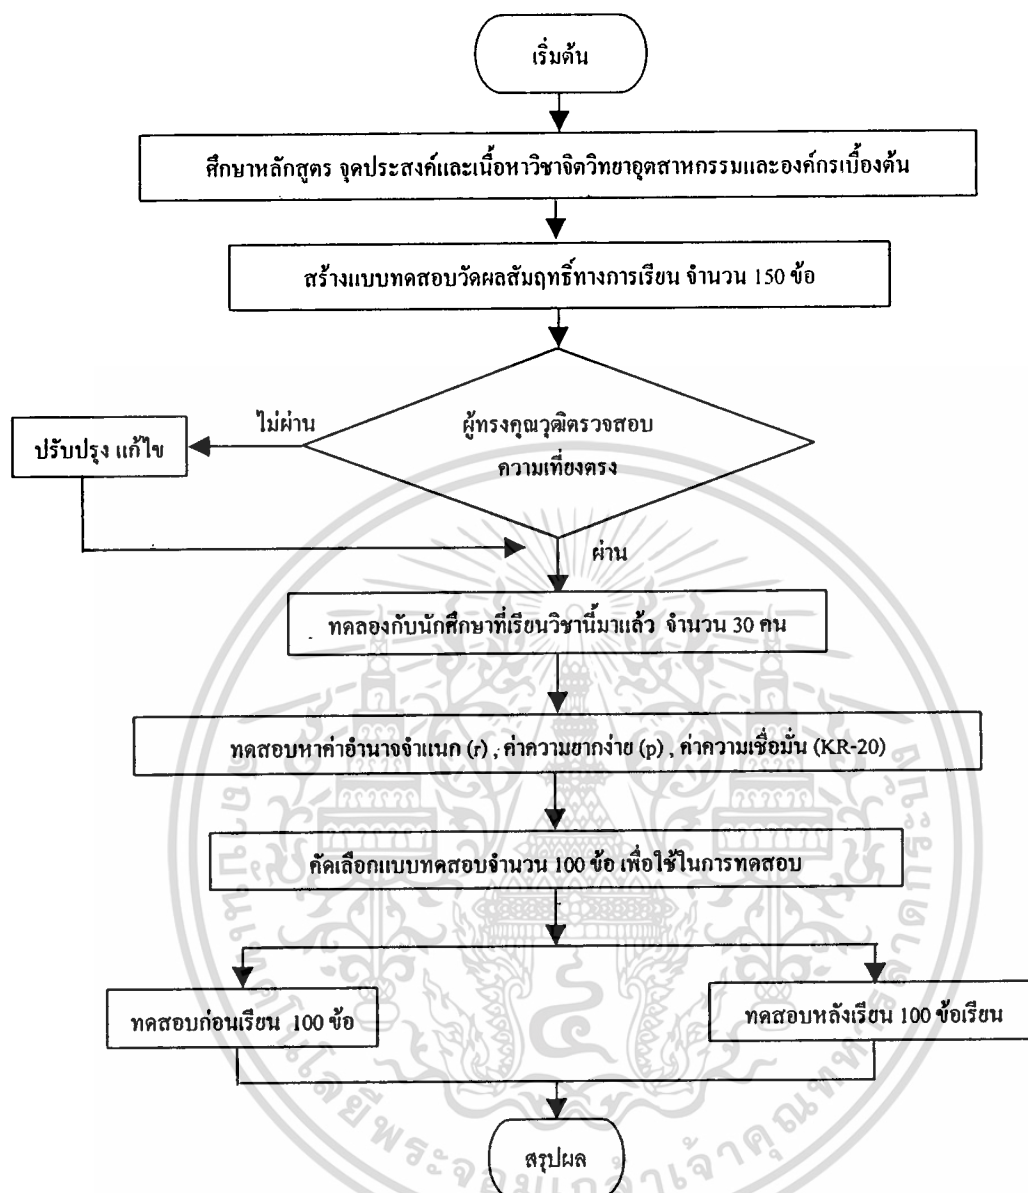 เริ่มต้น
ศึกษาหลักสูตร จุดประสงค์และเนื้อหาวิชาจิตวิทยาอุตสาหกรรมและองค์กรเบื้องต้น
สร้างแบบทดสอบวัดผลสัมฤทธิ์ทางการเรียน จำนวน 150 ข้อ
ไม่ผ่าน
ผู้ทรงคุณวุฒิตรวจสอบ
ความเที่ยงตรง
ปรับปรุง แก้ไข
ผ่าน
ทดลองกับนักศึกษาที่เรียนวิชานี้มาแล้ว จำนวน 30 คน
ทดสอบหาค่าอำนาจจำแนก (r) , ค่าความยากง่าย (p) , ค่าความเชื่อมั่น (KR-20)
คัดเลือกแบบทดสอบจำนวน 100 ข้อ เพื่อใช้ในการทดสอบ
ทดสอบก่อนเรียน 100 ข้อ
ทดสอบหลังเรียน 100 ข้อเรียน
สรุปผล